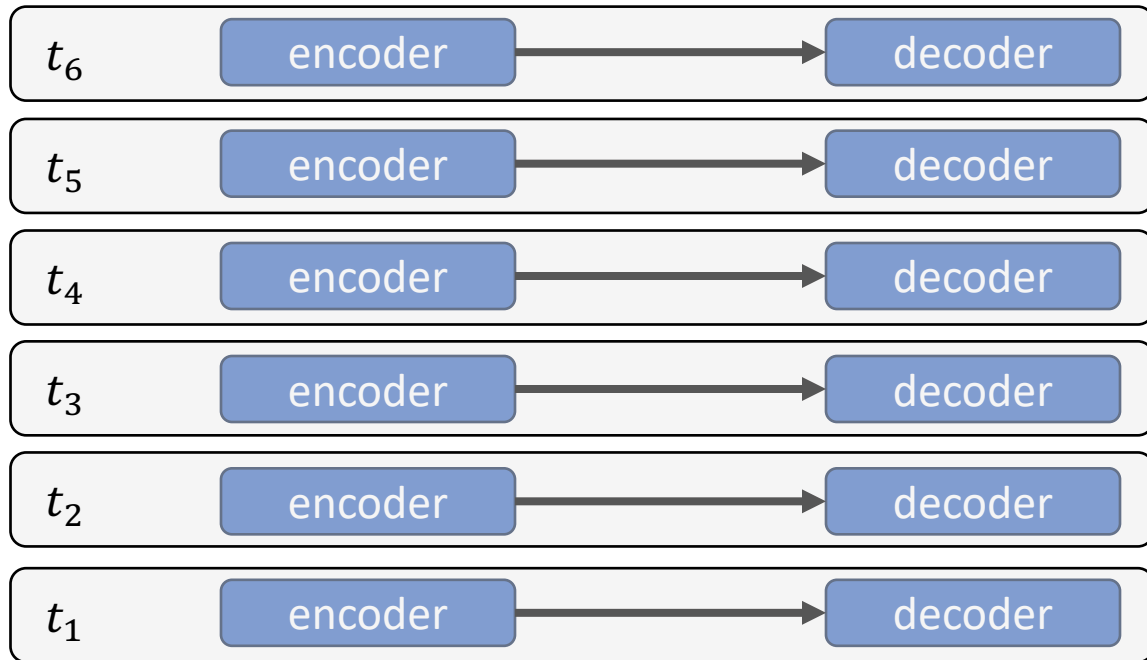 t₆ encoder decoder
t₅ encoder decoder
t₄ encoder decoder
t₃ encoder decoder
t₂ encoder decoder
t₁ encoder decoder